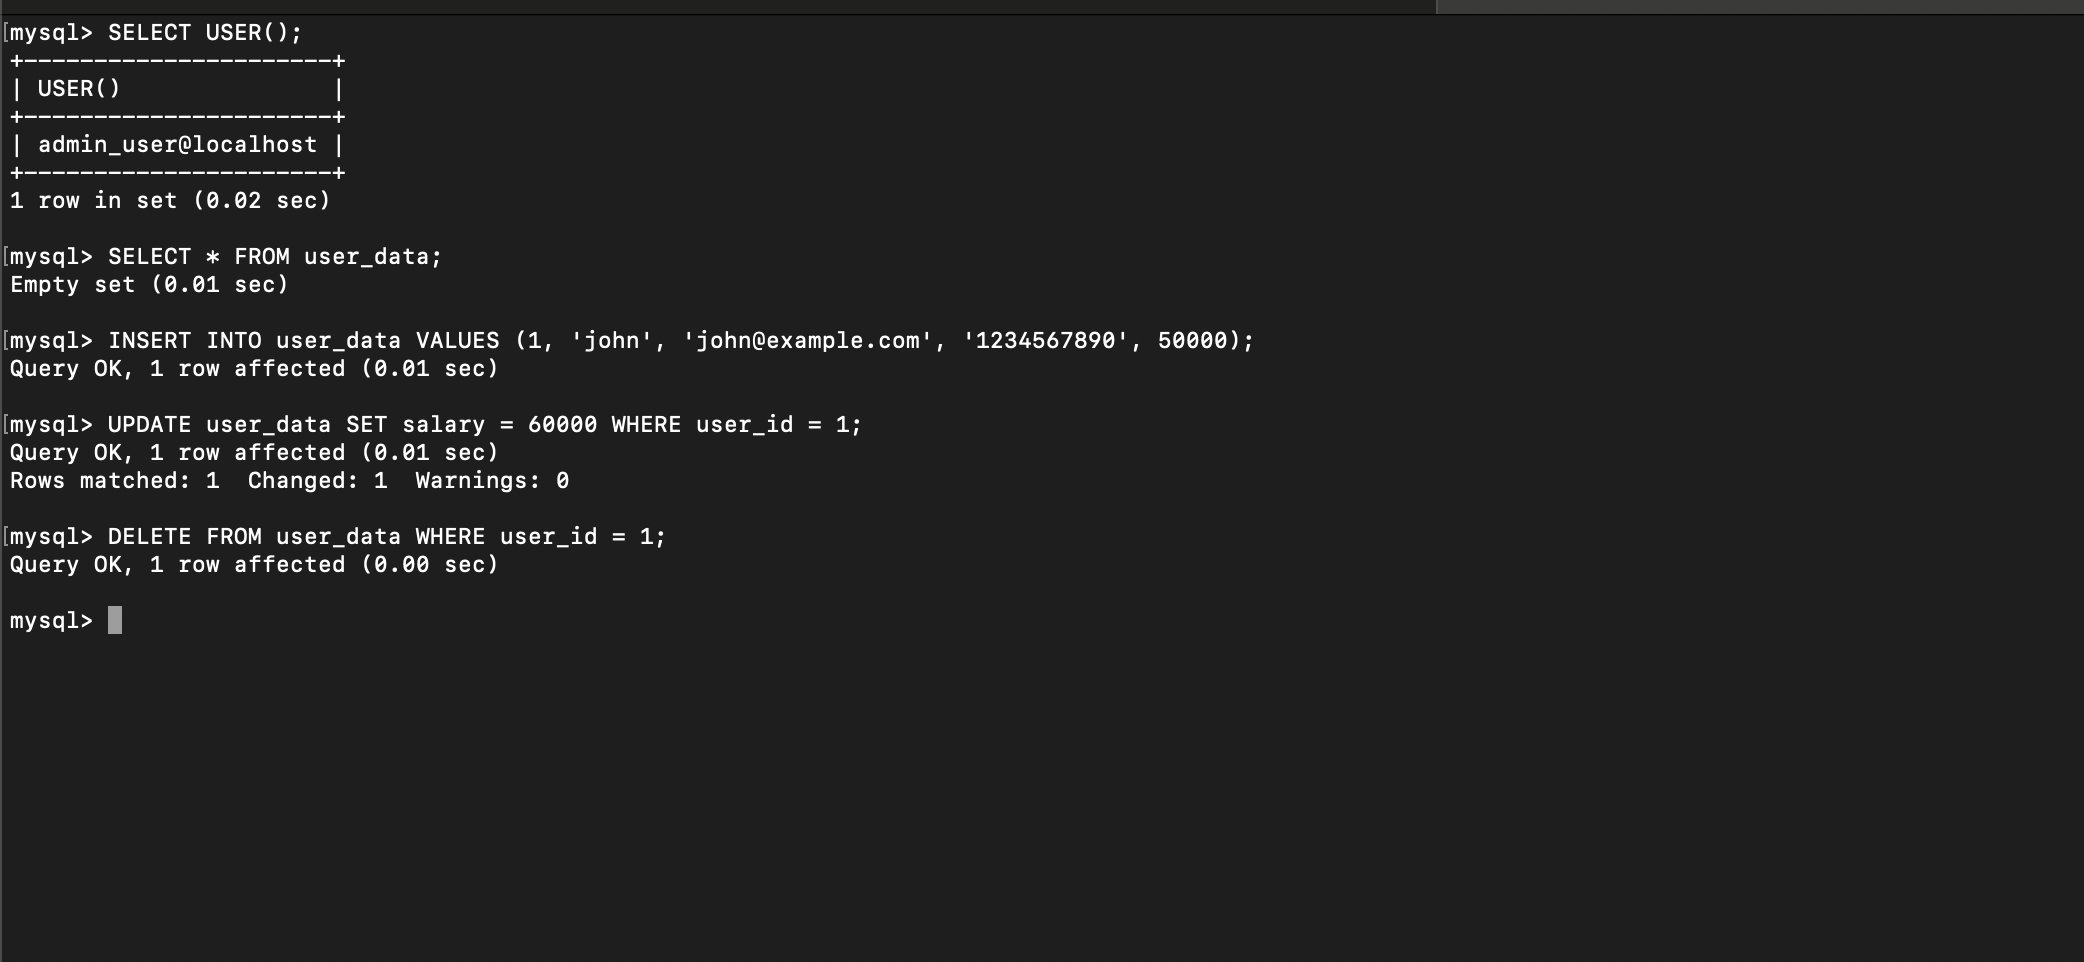 [mysql> SELECT USER();
+----------------------+
| USER()               |
+----------------------+
| admin_user@localhost |
+----------------------+
1 row in set (0.02 sec)

[mysql> SELECT * FROM user_data;
Empty set (0.01 sec)

[mysql> INSERT INTO user_data VALUES (1, 'john', 'john@example.com', '1234567890', 50000);
Query OK, 1 row affected (0.01 sec)

[mysql> UPDATE user_data SET salary = 60000 WHERE user_id = 1;
Query OK, 1 row affected (0.01 sec)
Rows matched: 1  Changed: 1  Warnings: 0

[mysql> DELETE FROM user_data WHERE user_id = 1;
Query OK, 1 row affected (0.00 sec)

mysql>